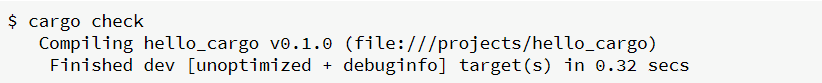 $ cargo check
   Compiling hello_cargo v0.1.0 (file:///projects/hello_cargo)
    Finished dev [unoptimized + debuginfo] target(s) in 0.32 secs